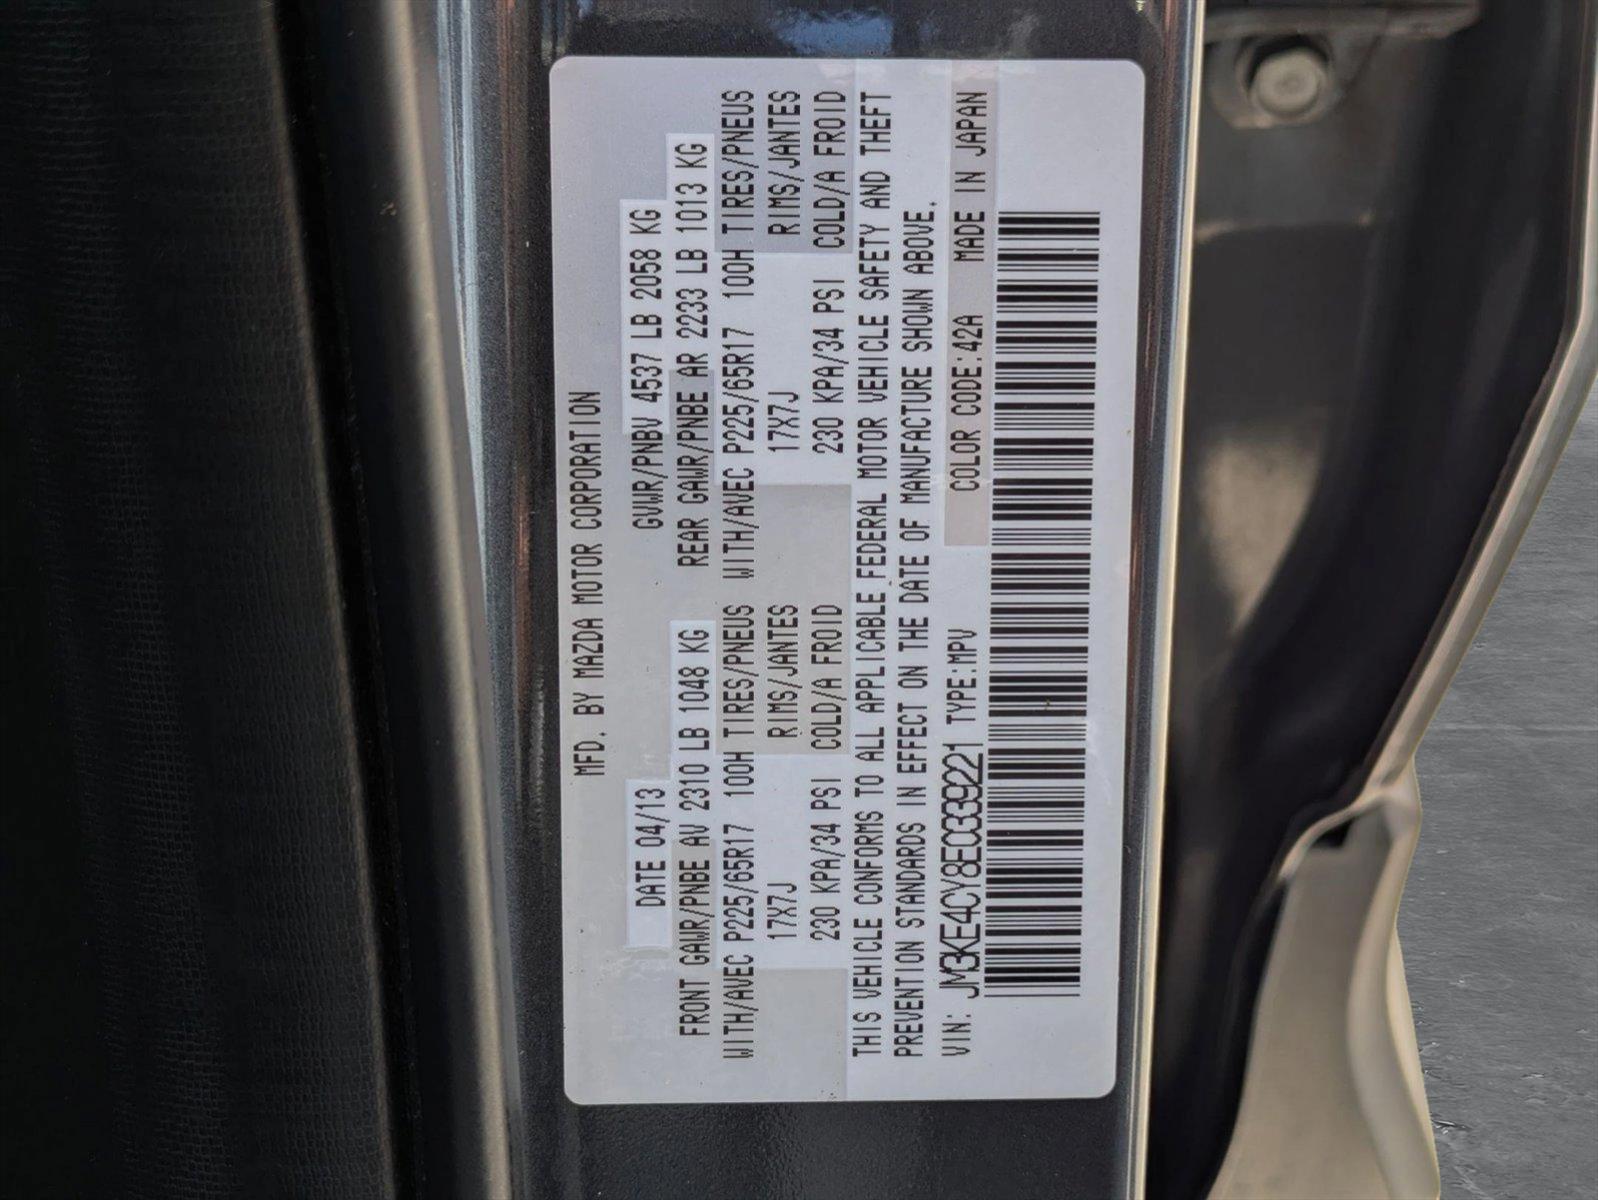 MFD. BY MAZDA MOTOR CORPORATION
DATE 04/13 GVWR/PNBV 4537 LB 2058 KG
FRONT GAWR/PNBE AV 2310 LB 1048 KG REAR GAWR/PNBE AR 2233 LB 1013 KG
WITH/AVEC P225/65R17 100H TIRES/PNEUS WITH/AVEC P225/65R17 100H TIRES/PNEUS
17X7J RIMS/JANTES 17X7J RIMS/JANTES
230 KPA/34 PSI COLD/A FROID 230 KPA/34 PSI COLD/A FROID
THIS VEHICLE CONFORMS TO ALL APPLICABLE FEDERAL MOTOR VEHICLE SAFETY AND THEFT
PREVENTION STANDARDS IN EFFECT ON THE DATE OF MANUFACTURE SHOWN ABOVE.
VIN: JM3KE4CY8E0339221 TYPE:MPV COLOR CODE:42A MADE IN JAPAN